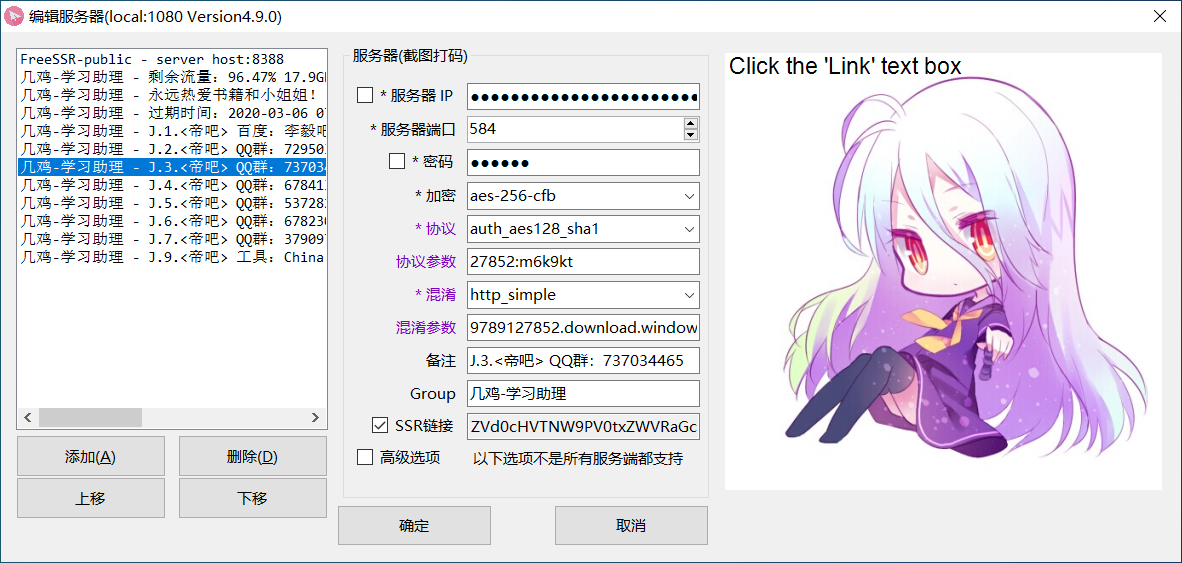 编辑服务器(local:1080 Version4.9.0)
FreeSSR-public - server host:8388
几鸡-学习助理 - 剩余流量：96.47% 17.9G
几鸡-学习助理 - 永远热爱书籍和小姐姐！
几鸡-学习助理 - 过期时间：2020-03-06 0
几鸡-学习助理 - J.1.<帝吧> 百度：李毅吧
几鸡-学习助理 - J.2.<帝吧> QQ群：72950
几鸡-学习助理 - J.3.<帝吧> QQ群：73703
几鸡-学习助理 - J.4.<帝吧> QQ群：67841
几鸡-学习助理 - J.5.<帝吧> QQ群：53728
几鸡-学习助理 - J.6.<帝吧> QQ群：67823
几鸡-学习助理 - J.7.<帝吧> QQ群：37909
几鸡-学习助理 - J.9.<帝吧> 工具：China
添加(A)
删除(D)
上移
下移
服务器(截图打码)
* 服务器 IP ●●●●●●●●●●●●●●●●●●●●●●●
* 服务器端口 584
* 密码 ●●●●●●
* 加密 aes-256-cfb
* 协议 auth_aes128_sha1
协议参数 27852:m6k9kt
* 混淆 http_simple
混淆参数 9789127852.download.window
备注 J.3.<帝吧> QQ群：737034465
Group 几鸡-学习助理
SSR链接 ZVd0cHVTNW9PV0txZWVRaGc
高级选项 以下选项不是所有服务端都支持
确定
取消
Click the 'Link' text box